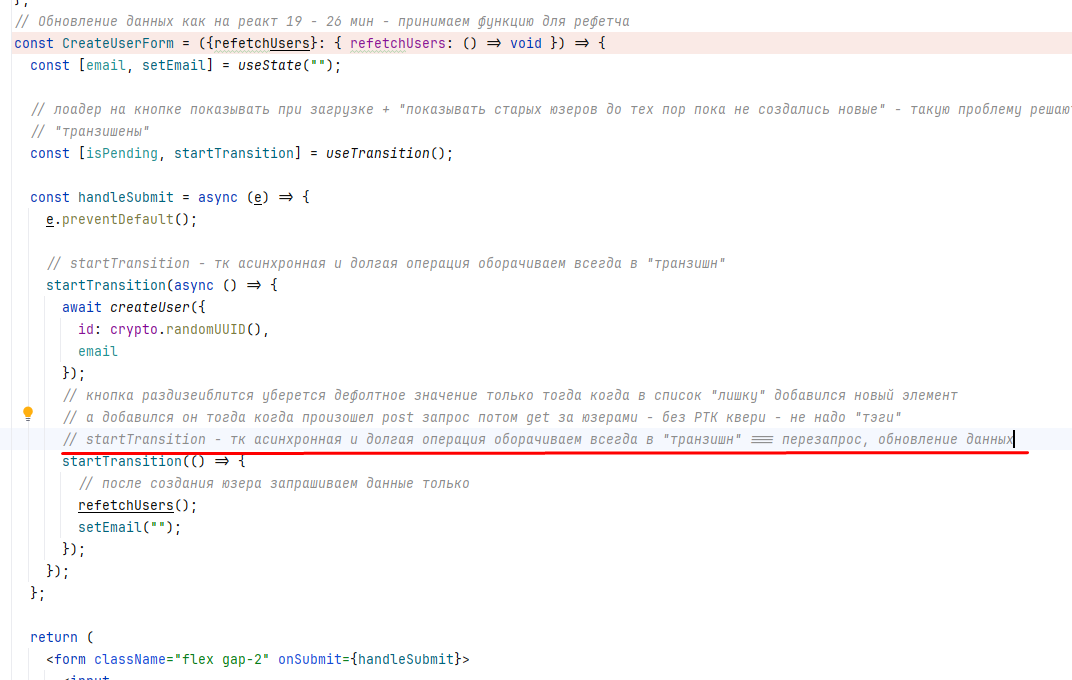 };
// Обновление данных как на реакт 19 - 26 мин - принимаем функцию для рефетча
const CreateUserForm = ({refetchUsers}: { refetchUsers: () => void }) => {
const [email, setEmail] = useState("");
// лоадер на кнопке показывать при загрузке + "показывать старых юзеров до тех пор пока не создались новые" - такую проблему решают
// "транзишены"
const [isPending, startTransition] = useTransition();
const handleSubmit = async (e) => {
e.preventDefault();
// startTransition - тк асинхронная и долгая операция оборачиваем всегда в "транзишн"
startTransition(async () => {
await createUser({
id: crypto.randomUUID(),
email
});
// кнопка раздизеиблится уберется дефолтное значение только тогда когда в список "лишку" добавился новый элемент
// а добавился он тогда когда произошел post запрос потом get за юзерами - без РТК квери - не надо "тэги"
// startTransition - тк асинхронная и долгая операция оборачиваем всегда в "транзишн" === перезапрос, обновление данных
startTransition(() => {
// после создания юзера запрашиваем данные только
refetchUsers();
setEmail("");
});
});
};
return (
<form className="flex gap-2" onSubmit={handleSubmit}>
<input